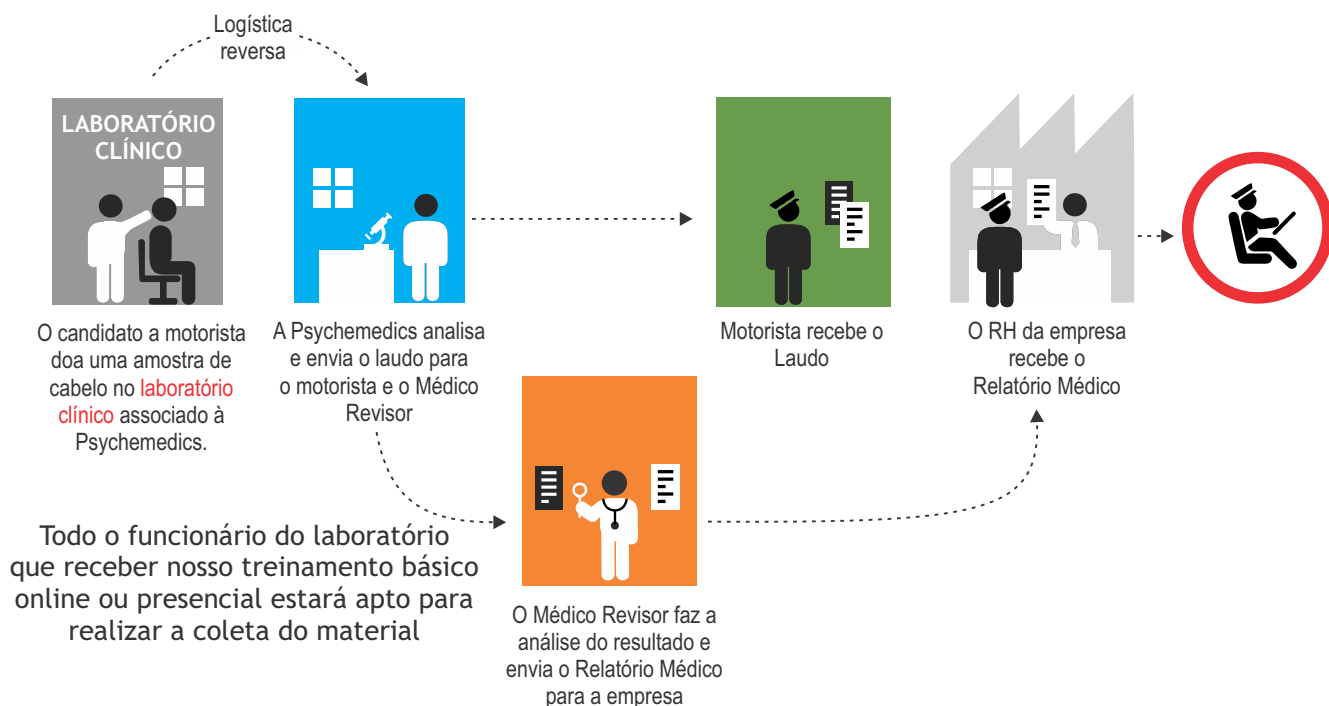 Logística
reversa
LABORATÓRIO
CLÍNICO
O candidato a motorista
doa uma amostra de
cabelo no laboratório
clínico associado à
Psychemedics.
A Psychemedics analisa
e envia o laudo para
o motorista e o Médico
Revisor
Motorista recebe o
Laudo
O RH da empresa
recebe o
Relatório Médico
Todo o funcionário do laboratório
que receber nosso treinamento básico
online ou presencial estará apto para
realizar a coleta do material
O Médico Revisor faz a
análise do resultado e
envia o Relatório Médico
para a empresa